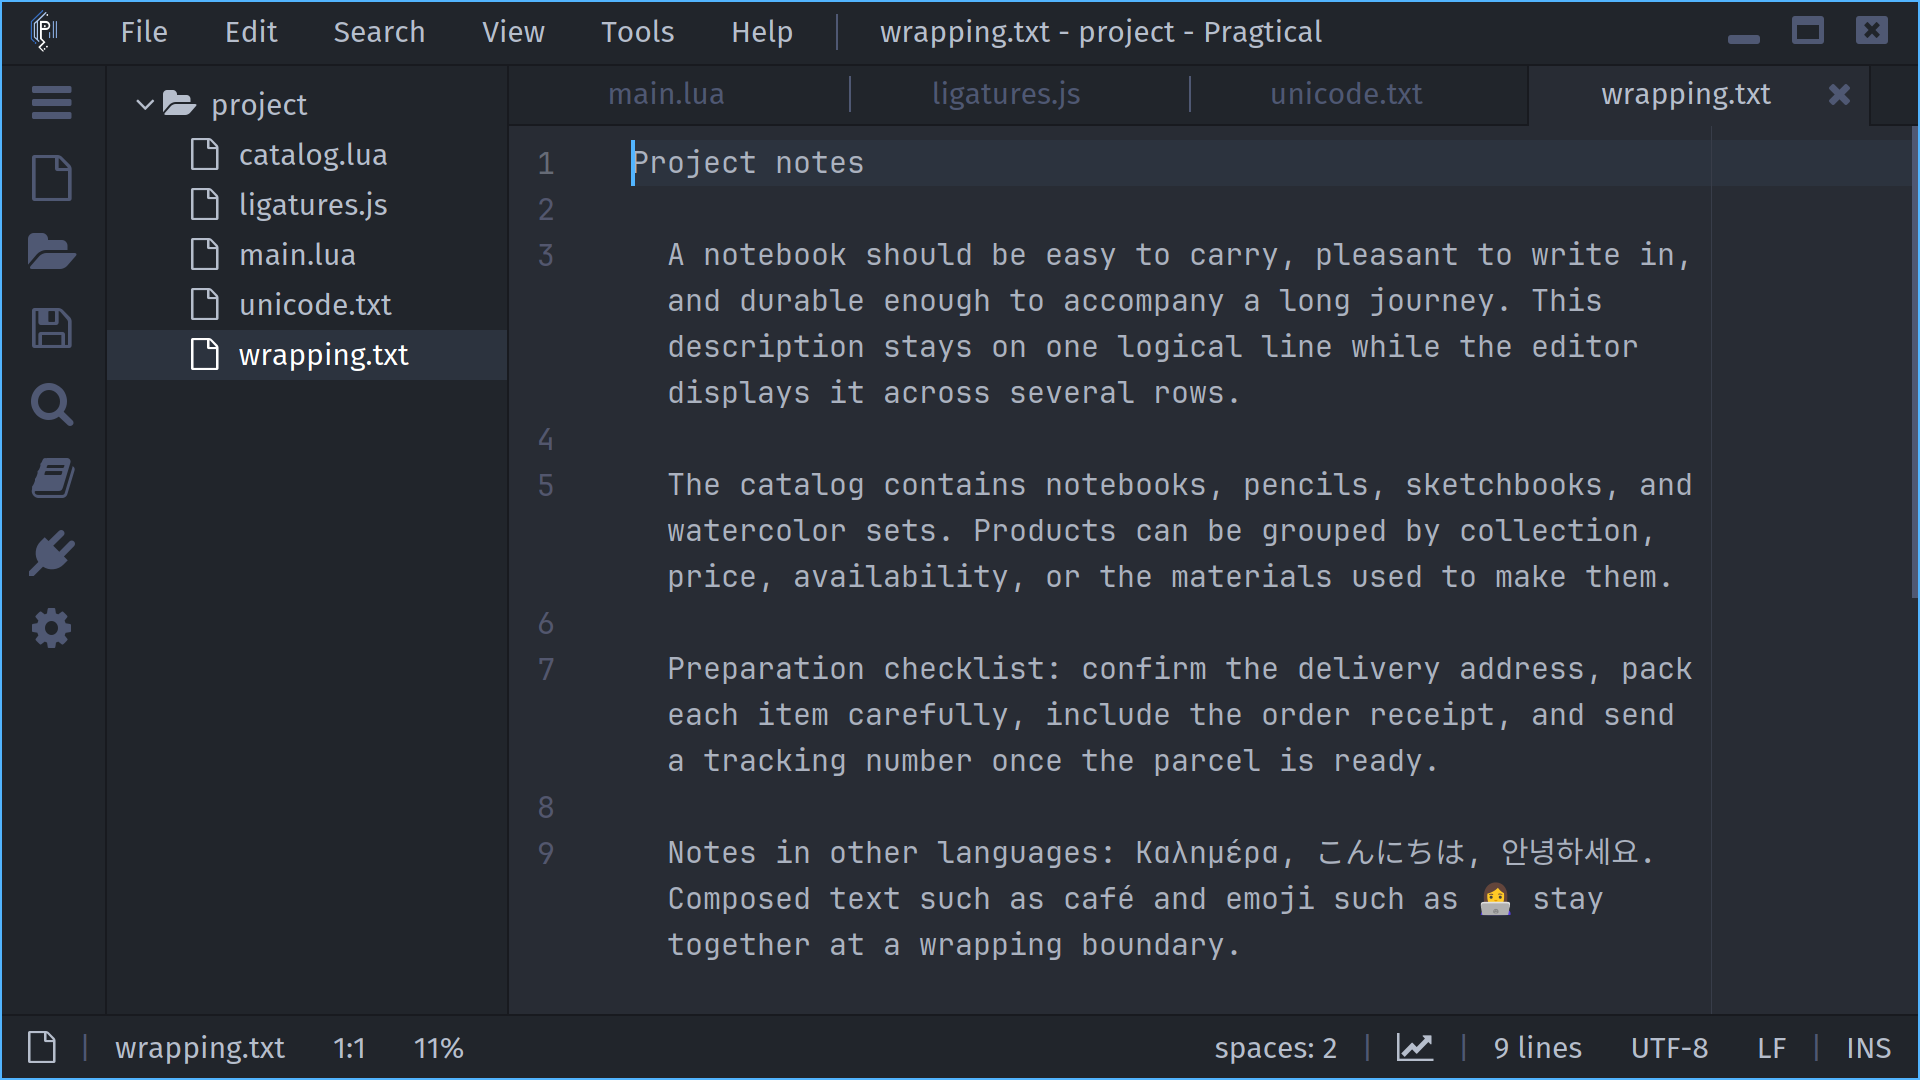 File Edit Search View Tools Help wrapping.txt - project - Pragtical
project
catalog.lua
ligatures.js
main.lua
unicode.txt
wrapping.txt
main.lua ligatures.js unicode.txt wrapping.txt
1 Project notes
2
3 A notebook should be easy to carry, pleasant to write in,
and durable enough to accompany a long journey. This
description stays on one logical line while the editor
displays it across several rows.
4
5 The catalog contains notebooks, pencils, sketchbooks, and
watercolor sets. Products can be grouped by collection,
price, availability, or the materials used to make them.
6
7 Preparation checklist: confirm the delivery address, pack
each item carefully, include the order receipt, and send
a tracking number once the parcel is ready.
8
9 Notes in other languages: Καλημέρα, こんにちは, 안녕하세요.
Composed text such as café and emoji such as 👩‍💻 stay
together at a wrapping boundary.
wrapping.txt 1:1 11% spaces: 2 9 lines UTF-8 LF INS